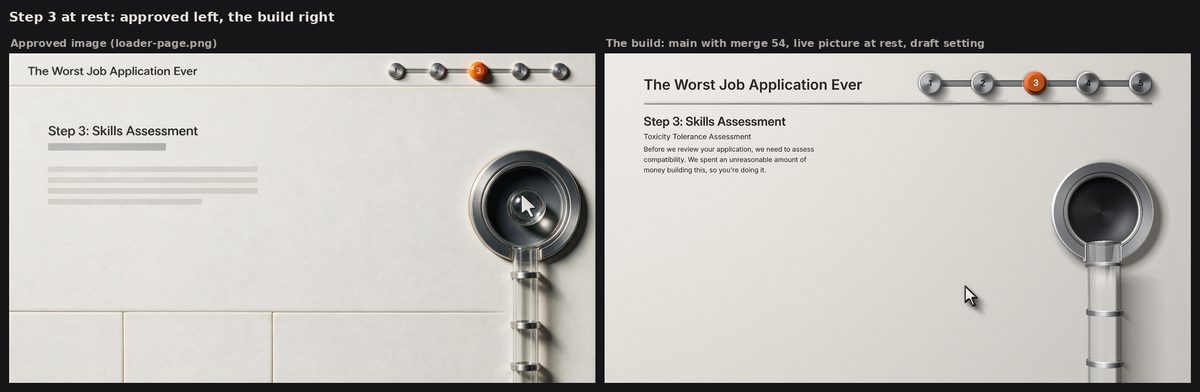 Step 3 at rest: approved left, the build right
Approved image (loader-page.png)
The Worst Job Application Ever
3
Step 3: Skills Assessment
The build: main with merge 54, live picture at rest, draft setting
The Worst Job Application Ever
1 2 3 4 5
Step 3: Skills Assessment
Toxicity Tolerance Assessment
Before we review your application, we need to assess
compatibility. We spent an unreasonable amount of
money building this, so you're doing it.